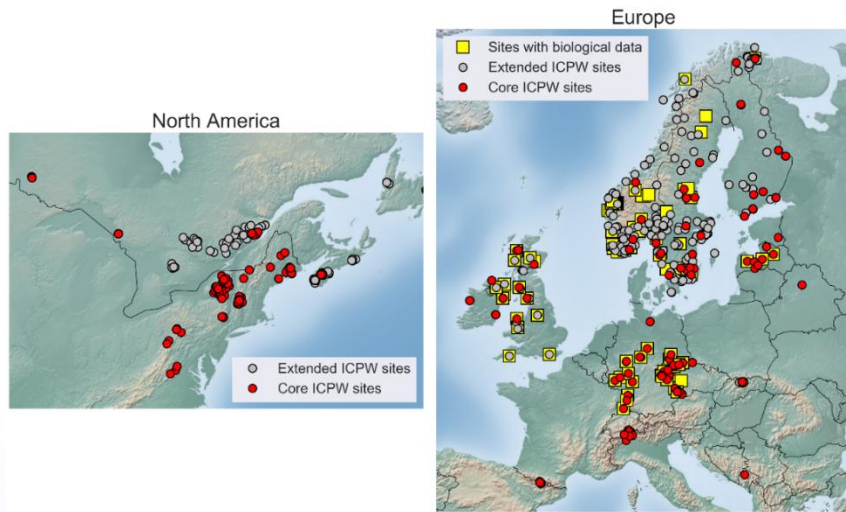 North America
Extended ICPW sites
Core ICPW sites
Europe
Sites with biological data
Extended ICPW sites
Core ICPW sites